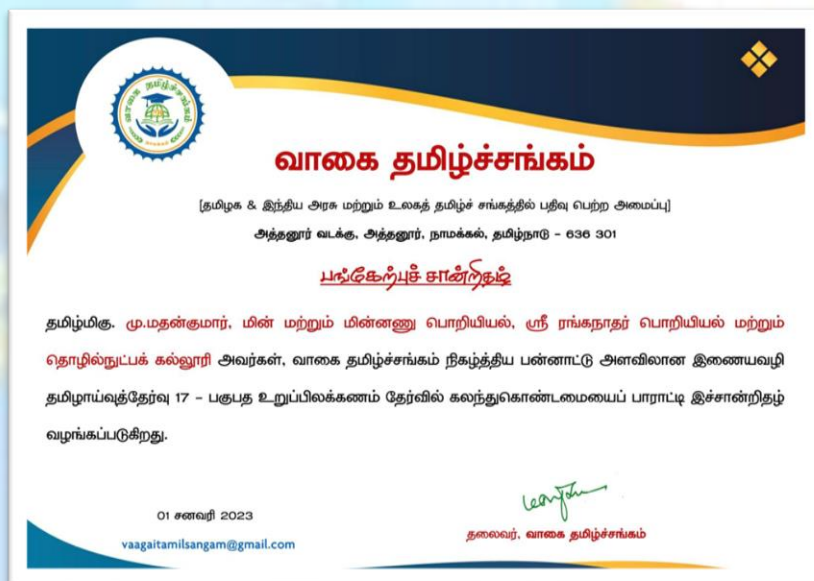 வாகை தமிழ்ச்சங்கம்
வாகை தமிழ்ச்சங்கம்
[தமிழக & இந்திய அரசு மற்றும் உலகத் தமிழ்ச் சங்கத்தில் பதிவு பெற்ற அமைப்பு]
அத்தனூர் வடக்கு, அத்தனூர், நாமக்கல், தமிழ்நாடு - 636 301
பங்கேற்புச் சான்றிதழ்
தமிழ்மிகு. மு.மதன்குமார், மின் மற்றும் மின்னணு பொறியியல், ஸ்ரீ ரங்கநாதர் பொறியியல் மற்றும்
தொழில்நுட்பக் கல்லூரி அவர்கள், வாகை தமிழ்ச்சங்கம் நிகழ்த்திய பன்னாட்டு அளவிலான இணையவழி
தமிழாய்வுத்தேர்வு 17 - பகுபத உறுப்பிலக்கணம் தேர்வில் கலந்துகொண்டமையைப் பாராட்டி இச்சான்றிதழ்
வழங்கப்படுகிறது.
01 சனவரி 2023
vaagaitamilsangam@gmail.com
தலைவர், வாகை தமிழ்ச்சங்கம்